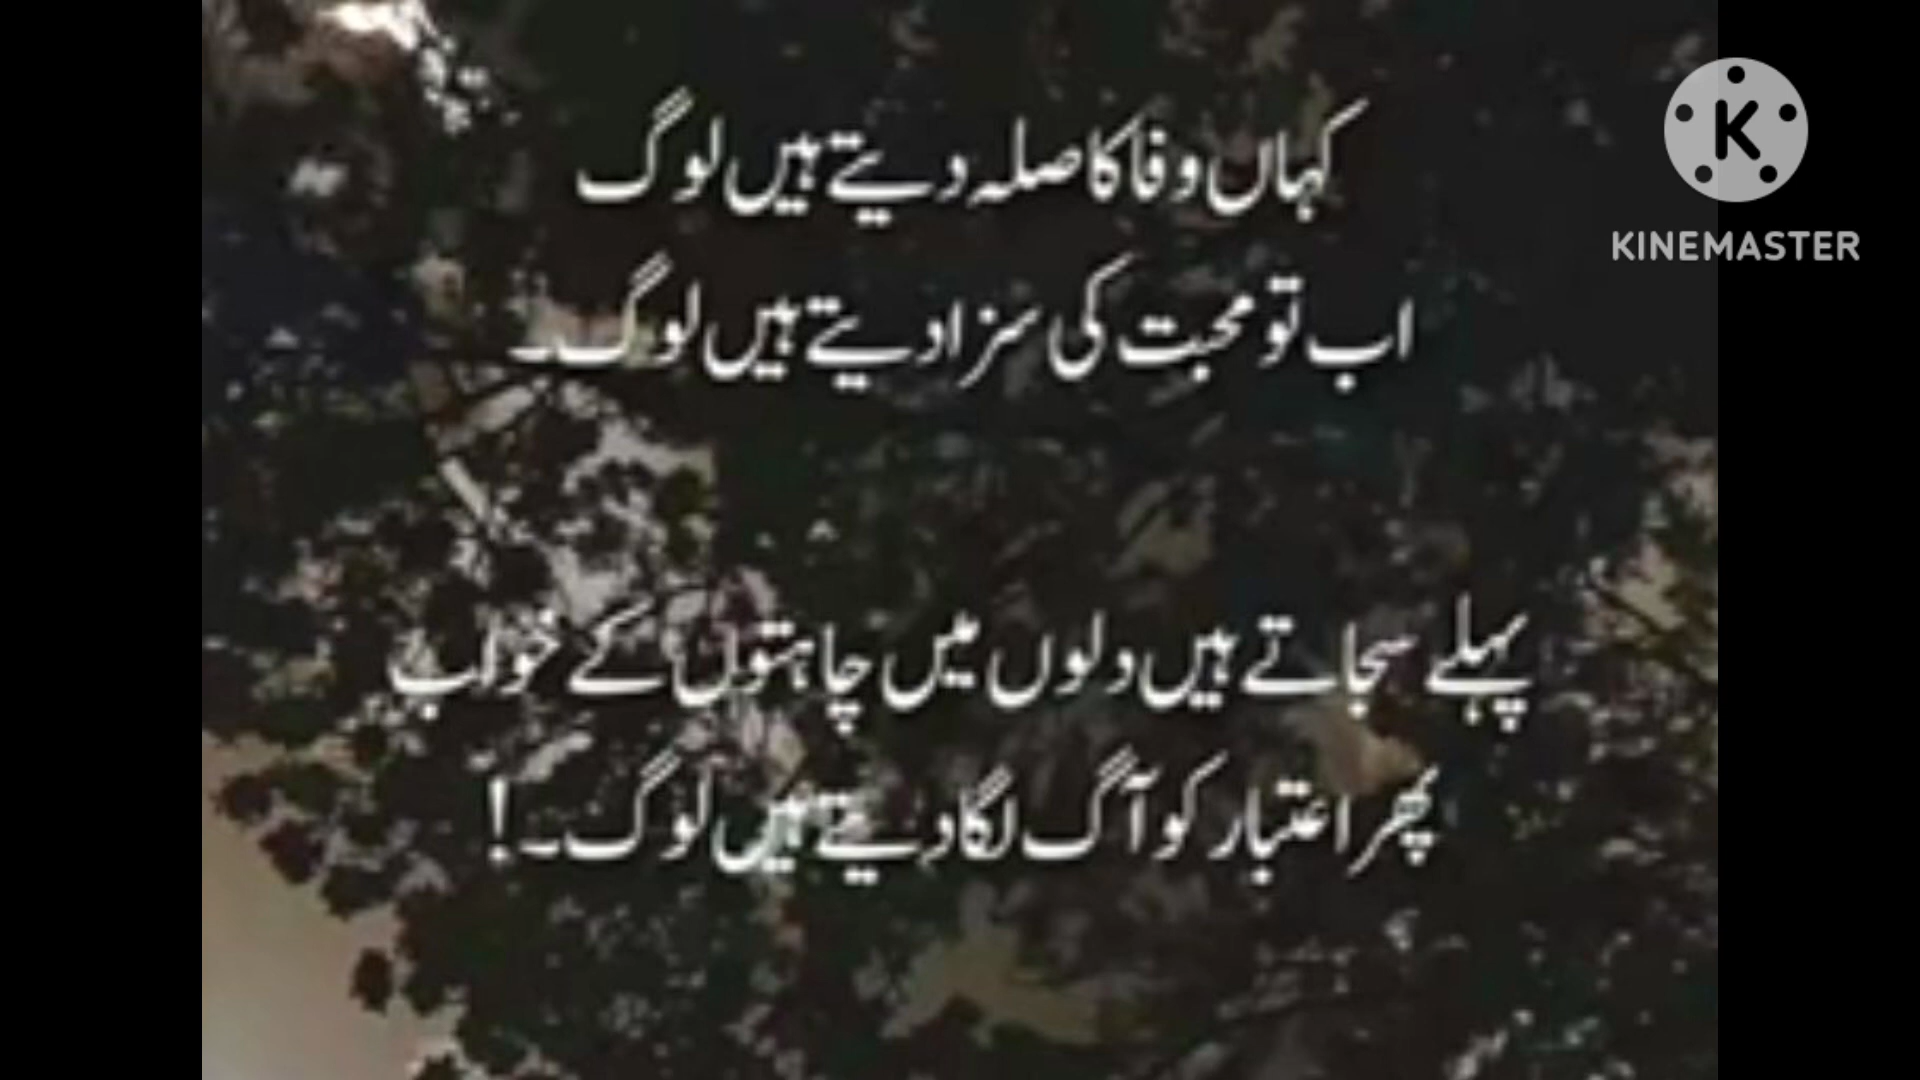 کہاں وفا کا صلہ دیتے ہیں لوگ
اب تو محبت کی سزا دیتے ہیں لوگ۔
پہلے سجاتے ہیں دلوں میں چاہتوں کے خواب
پھر اعتبار کو آگ لگا دیتے ہیں لوگ۔!
K
KINEMASTER